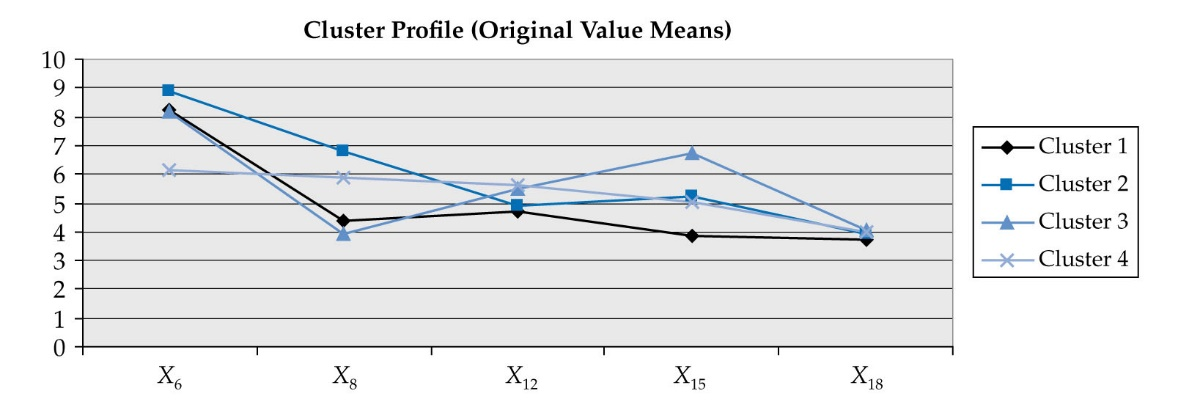 Cluster Profile (Original Value Means)
10
9
8
7
6
5
4
3
2
1
0
X6
X8
X12
X15
X18
Cluster 1
Cluster 2
Cluster 3
Cluster 4